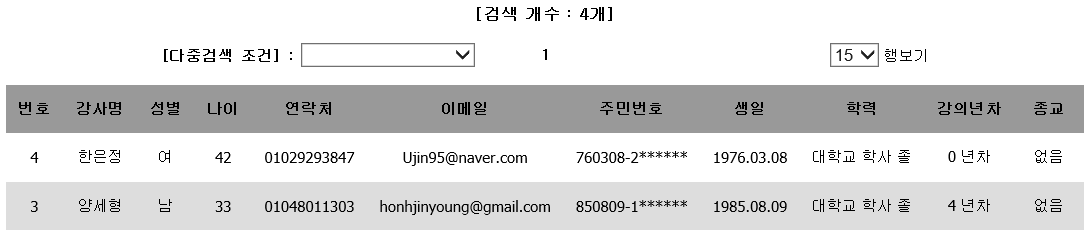 [검색 개수 : 4개]
[다중검색 조건] : 1 15 행보기
번호 강사명 성별 나이 연락처 이메일 주민번호 생일 학력 강의년차 종교
4 한은정 여 42 01029293847 Ujin95@naver.com 760308-2****** 1976.03.08 대학교 학사 졸 0 년차 없음
3 양세형 남 33 01048011303 honhjinyoung@gmail.com 850809-1****** 1985.08.09 대학교 학사 졸 4 년차 없음